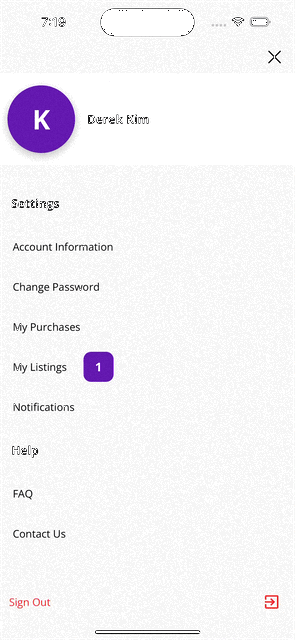 7:19
K
Derek Kim
Settings
Account Information
Change Password
My Purchases
My Listings 1
Notifications
Help
FAQ
Contact Us
Sign Out